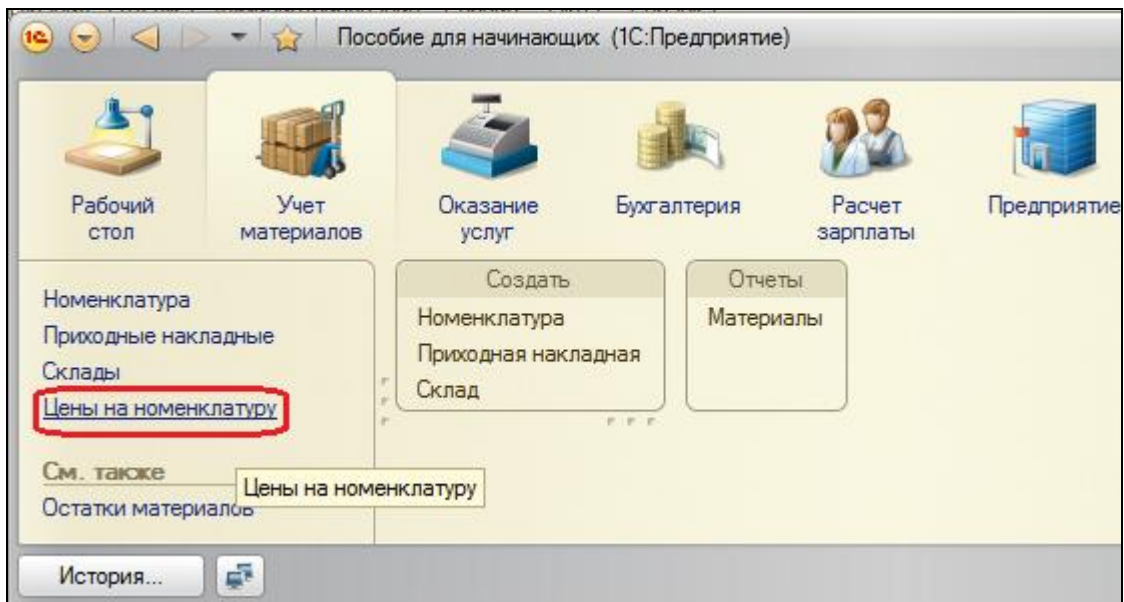 1С Пособие для начинающих (1С:Предприятие)
Рабочий стол
Учет материалов
Оказание услуг
Бухгалтерия
Расчет зарплаты
Предприятие
Номенклатура
Приходные накладные
Склады
Цены на номенклатуру
См. также
Остатки материалов
Создать
Номенклатура
Приходная накладная
Склад
Отчеты
Материалы
Цены на номенклатуру
История...